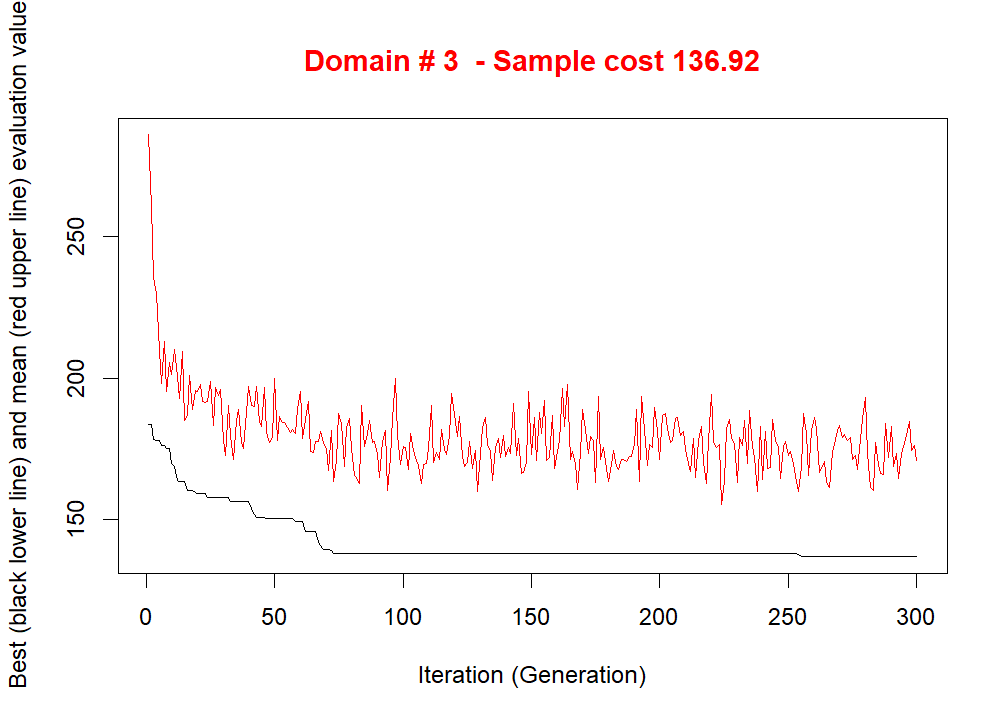 Domain # 3  - Sample cost 136.92
Best (black lower line) and mean (red upper line) evaluation value
250
200
150
0 50 100 150 200 250 300
Iteration (Generation)